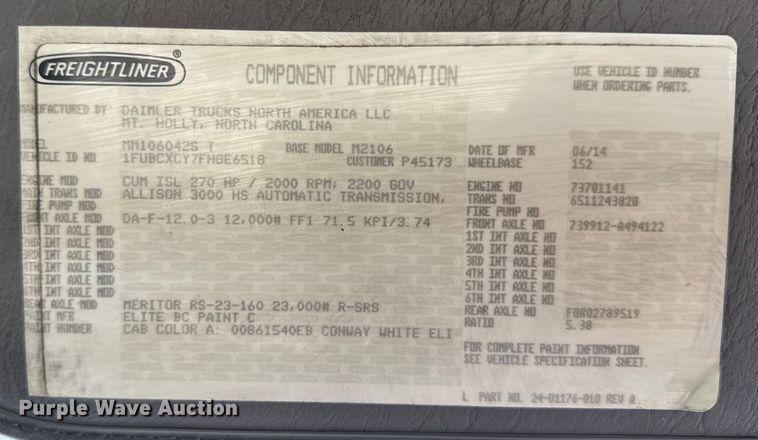 FREIGHTLINER®
COMPONENT INFORMATION
USE VEHICLE ID NUMBER
WHEN ORDERING PARTS.
MANUFACTURED BY DAIMLER TRUCKS NORTH AMERICA LLC
MT. HOLLY, NORTH CAROLINA
MODEL MM106042S T BASE MODEL M2106 DATE OF MFR 06/14
VEHICLE ID NO 1FUBCXCY7FHGE6518 CUSTOMER P45173 WHEELBASE 152
ENGINE MOD CUM ISL 270 HP / 2000 RPM; 2200 GOV ENGINE NO 73701141
MAIN TRANS MOD ALLISON 3000 HS AUTOMATIC TRANSMISSION, TRANS NO 6511243820
FIRE PUMP MOD FIRE PUMP NO
FRONT AXLE MOD DA-F-12.0-3 12,000# FF1 71.5 KPI/3.74 FRONT AXLE NO 739912-A494122
1ST INT AXLE MOD 1ST INT AXLE NO
2ND INT AXLE MOD 2ND INT AXLE NO
3RD INT AXLE MOD 3RD INT AXLE NO
4TH INT AXLE MOD 4TH INT AXLE NO
5TH INT AXLE MOD 5TH INT AXLE NO
6TH INT AXLE MOD 6TH INT AXLE NO
REAR AXLE MOD MERITOR RS-23-160 23,000# R-SRS REAR AXLE NO F0R02789519
PAINT MFR ELITE BC PAINT C RATIO 5.38
PAINT NUMBER CAB COLOR A: 00861540EB CONWAY WHITE ELI
FOR COMPLETE PAINT INFORMATION
SEE VEHICLE SPECIFICATION SHEET.
L PART NO. 24-01176-010 REV A
Purple Wave Auction